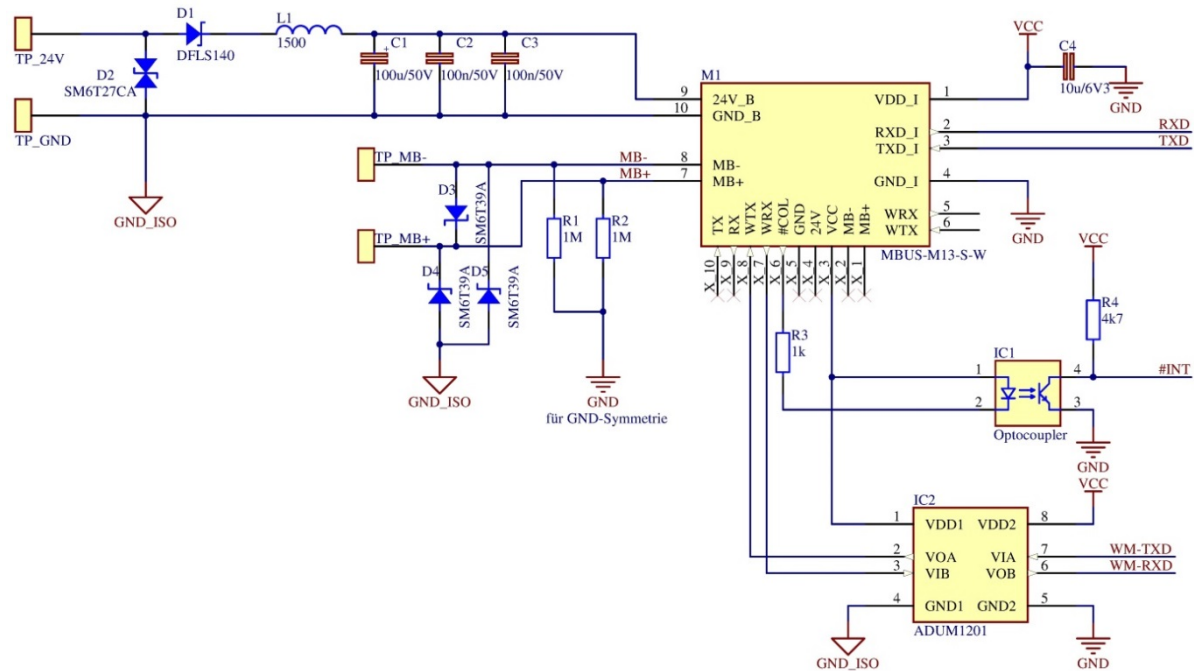 D1
L1
TP_24V
DFLS140
1500
D2
SM6T27CA
+
C1
100u/50V
C2
100n/50V
C3
100n/50V
TP_GND
GND_ISO
VCC
C4
10u/6V3
GND
M1
9
24V_B
10
GND_B
8
MB-
7
MB+
VDD_I
1
RXD_I
2
RXD
TXD_I
3
TXD
GND_I
4
GND
WRX
5
WTX
6
TX
RX
WTX
WRX
#COL
GND
24V
VCC
MB-
MB+
MBUS-M13-S-W
X_10
X_9
X_8
X_7
X_6
X_5
X_4
X_3
X_2
X_1
TP_MB-
MB-
MB+
D3
SM6T39A
TP_MB+
D4
SM6T39A
D5
SM6T39A
GND_ISO
R1
1M
R2
1M
GND
für GND-Symmetrie
R3
1k
VCC
R4
4k7
IC1
1
2
4
3
#INT
Optocoupler
GND
VCC
IC2
1
VDD1
VDD2
8
2
VOA
VIA
7
WM-TXD
3
VIB
VOB
6
WM-RXD
4
GND1
GND2
5
ADUM1201
GND_ISO
GND